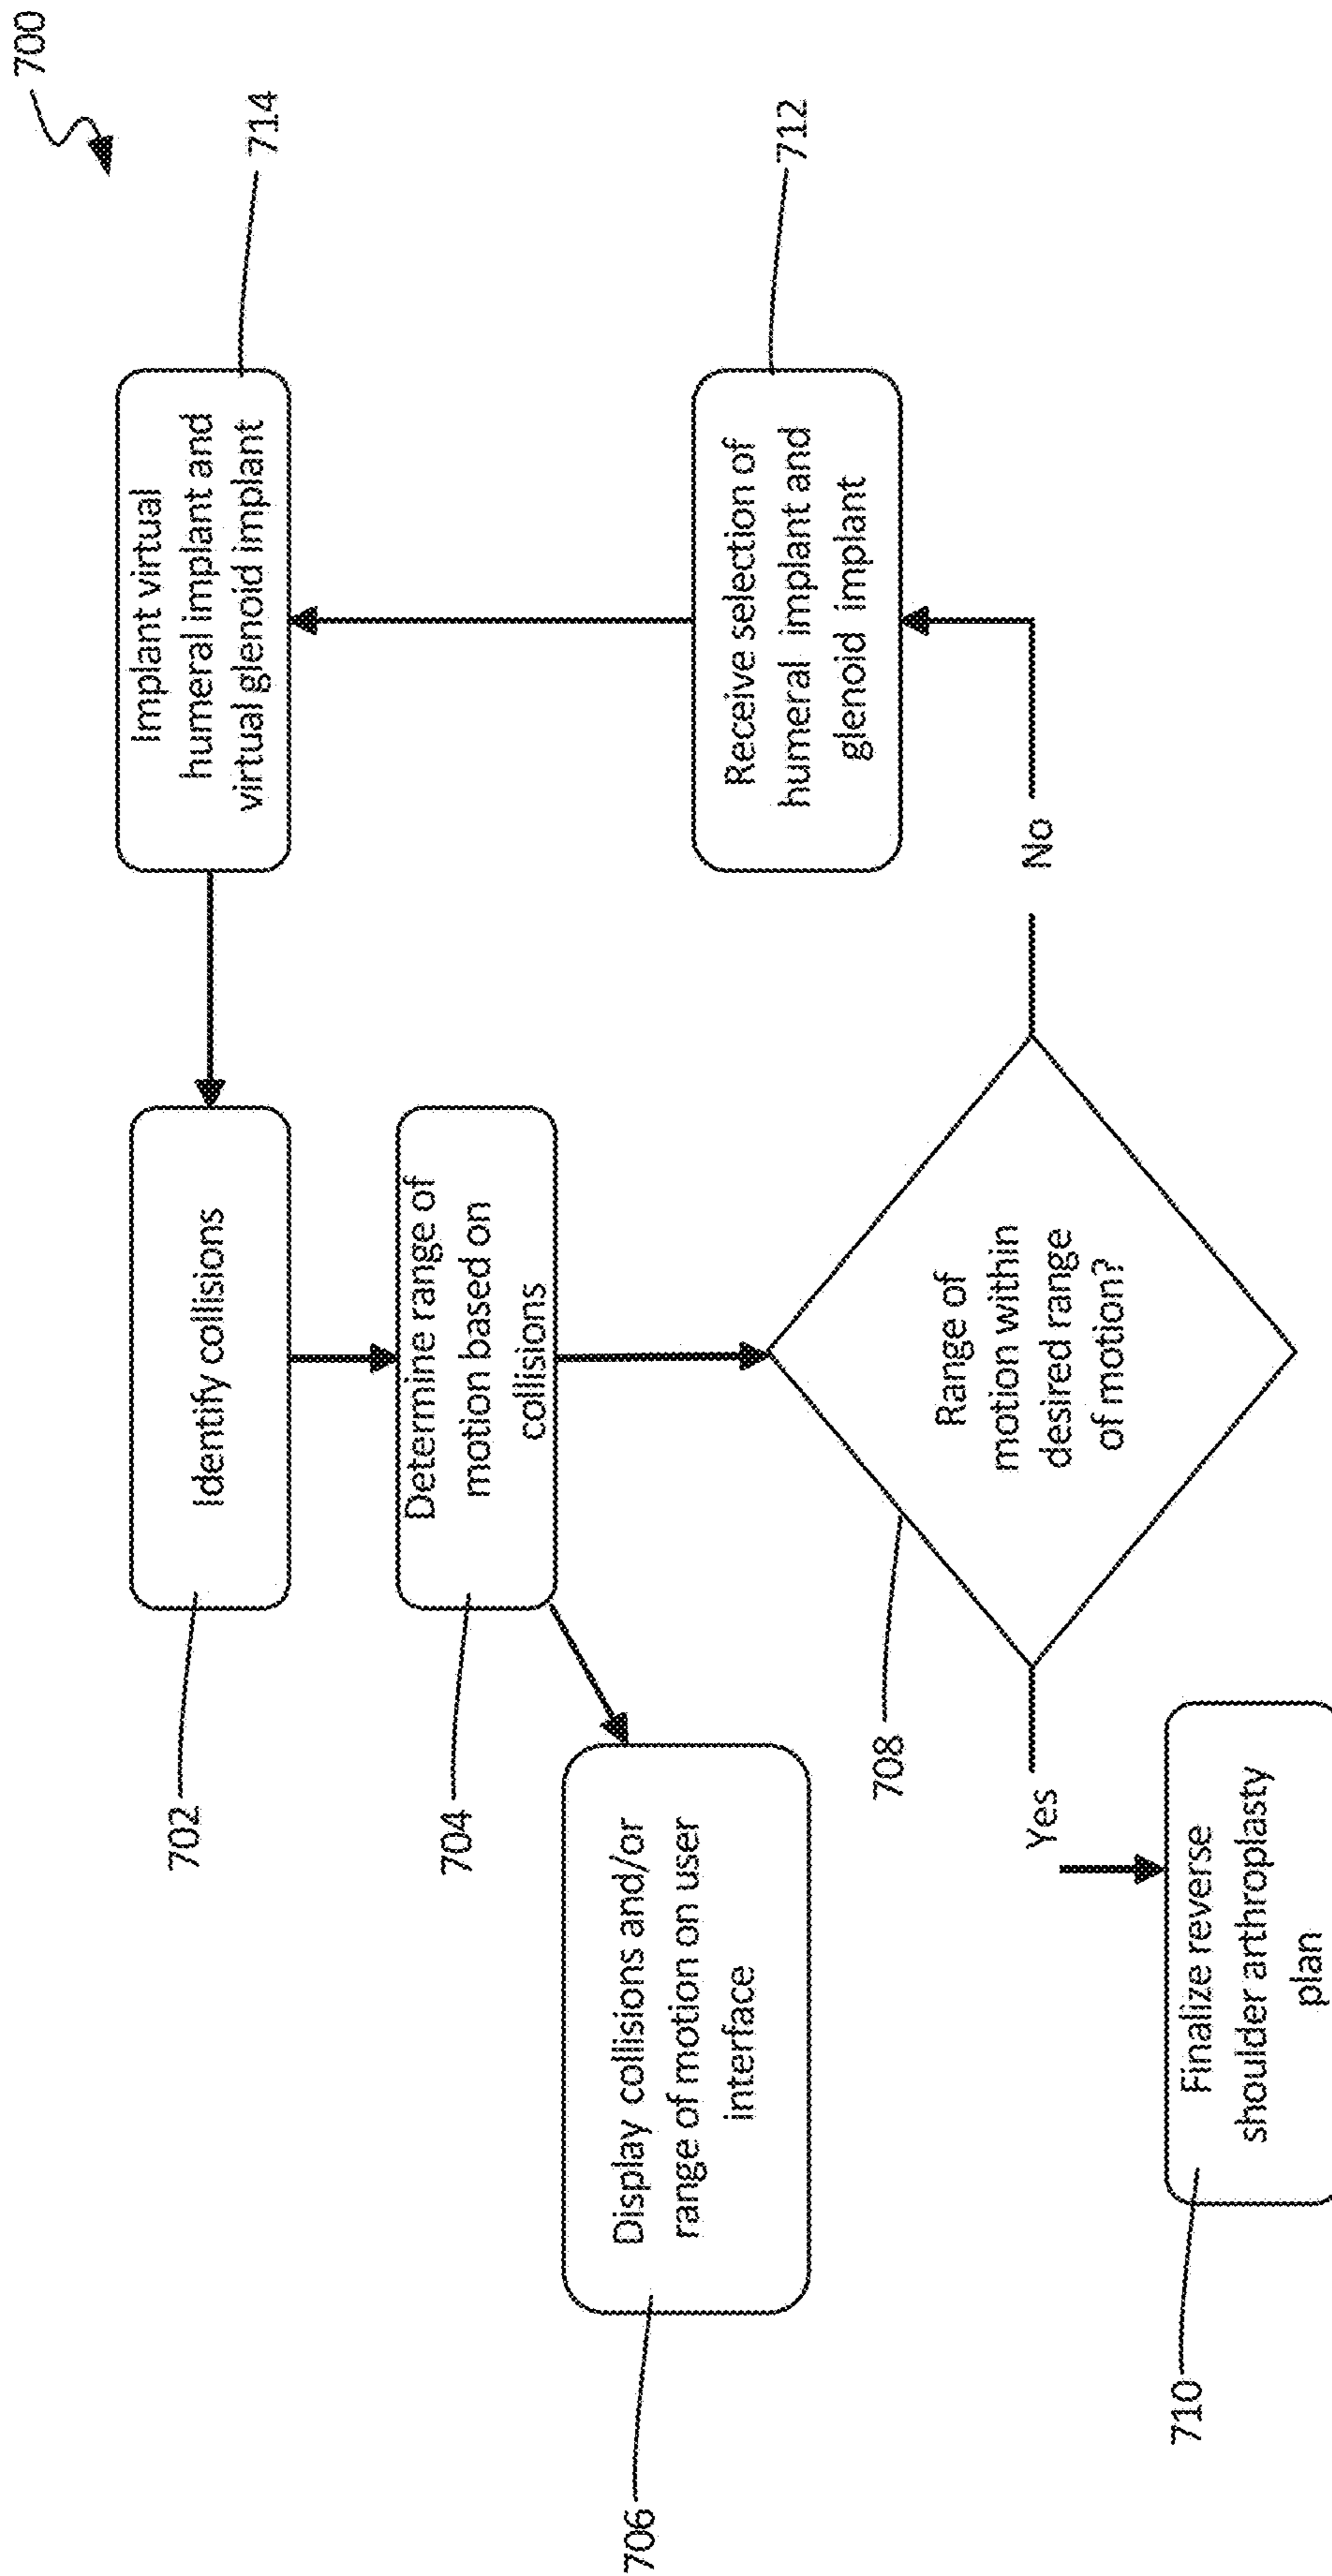 700
702
Identify collisions
Implant virtual
humeral implant and
virtual glenoid implant
714
704
Determine range of
motion based on
collisions
706
Display collisions and/or
range of motion on user
interface
708
Range of
motion within
desired range
of motion?
Receive selection of
humeral implant and
glenoid implant
712
Yes
No
710
Finalize reverse
shoulder arthroplasty
plan